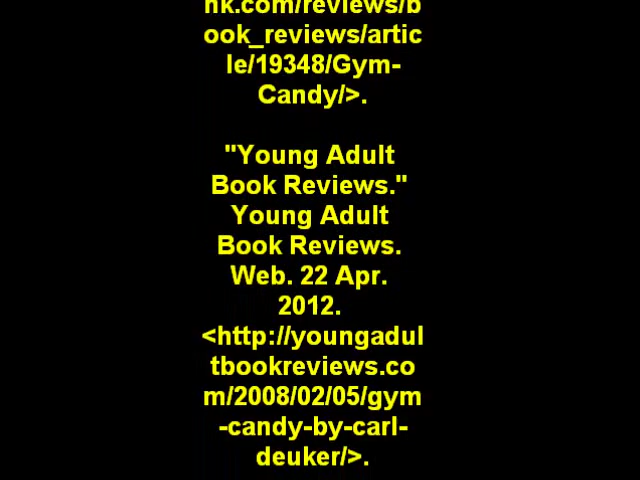 nk.com/reviews/b
ook_reviews/artic
le/19348/Gym-
Candy/>.
"Young Adult
Book Reviews."
Young Adult
Book Reviews.
Web. 22 Apr.
2012.
<http://youngadul
tbookreviews.co
m/2008/02/05/gym
-candy-by-carl-
deuker/>.